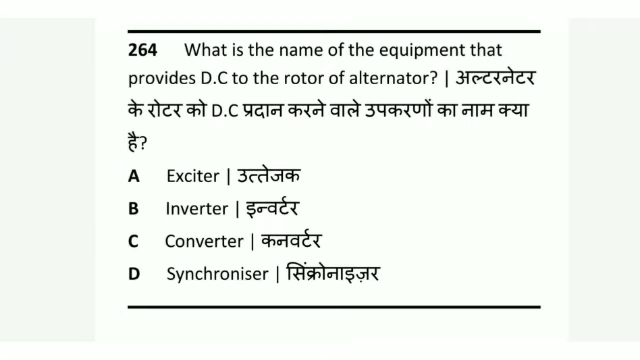 264 What is the name of the equipment that
provides D.C to the rotor of alternator? | अल्टरनेटर
के रोटर को D.C प्रदान करने वाले उपकरणों का नाम क्या
है?
A Exciter | उत्तेजक
B Inverter | इन्वर्टर
C Converter | कनवर्टर
D Synchroniser | सिंक्रोनाइज़र